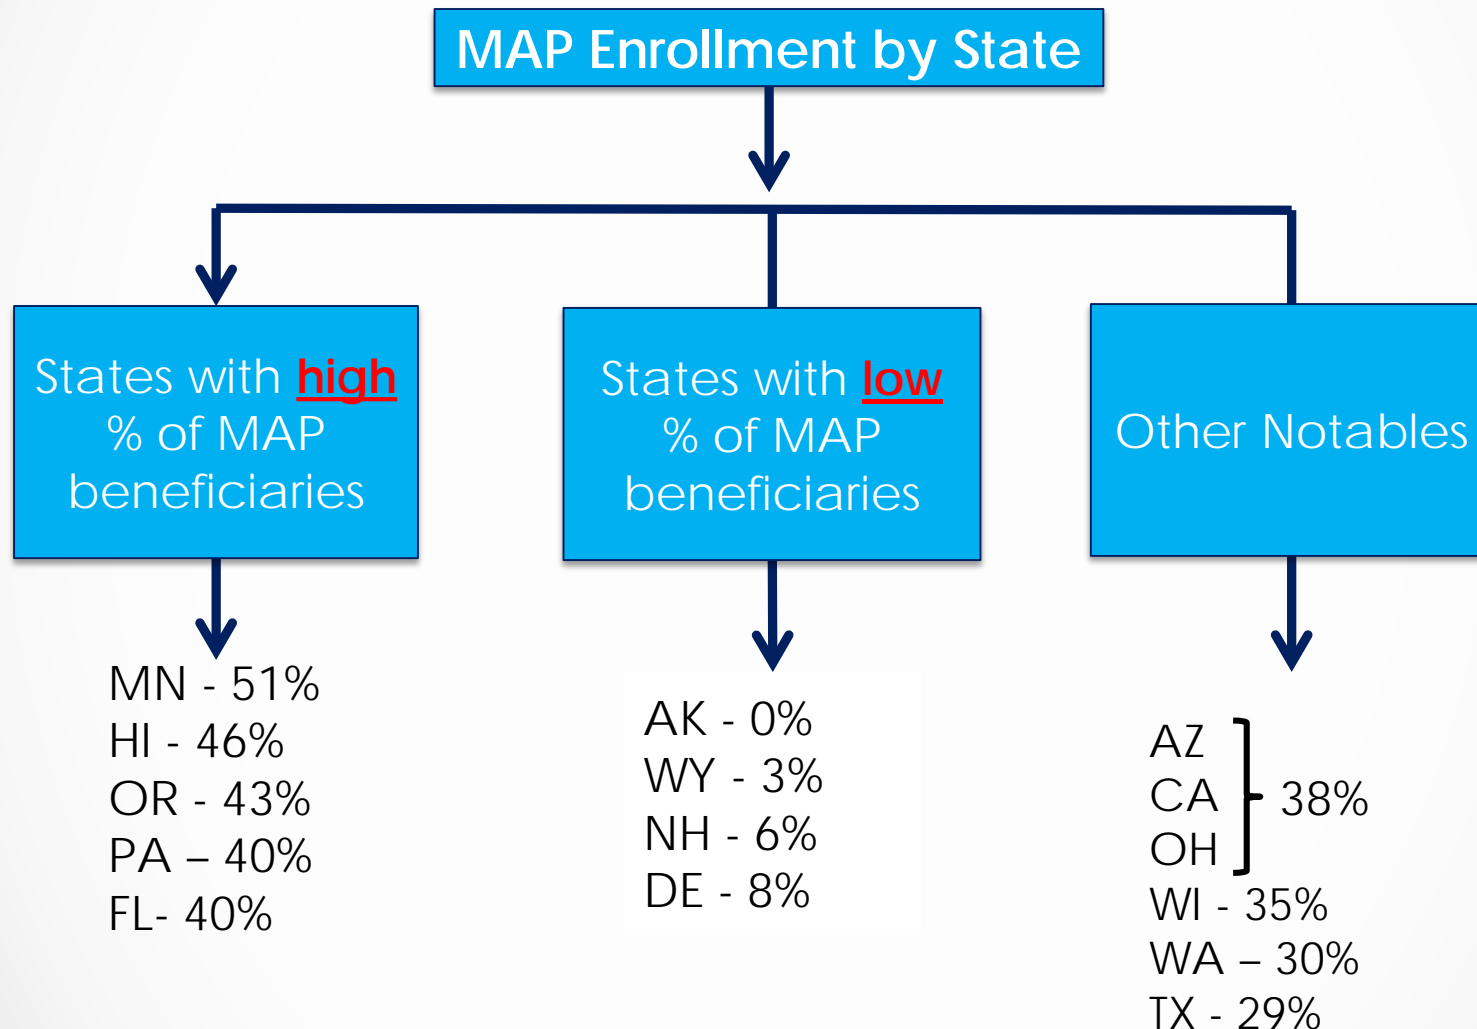 MAP Enrollment by State
States with high
% of MAP
beneficiaries
MN - 51%
HI - 46%
OR - 43%
PA – 40%
FL- 40%
States with low
% of MAP
beneficiaries
AK - 0%
WY - 3%
NH - 6%
DE - 8%
Other Notables
AZ
CA
OH
38%
WI - 35%
WA – 30%
TX - 29%